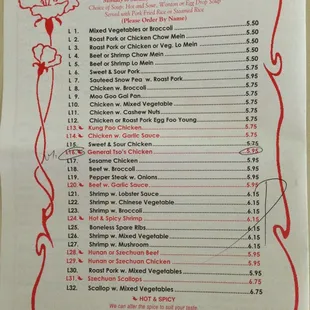 Choice of Soup, Hot and Sour, Wonton or Egg Drop Soup
Served with Pork Fried Rice or Steamed Rice
(Please Order By Name)
L 1. Mixed Vegetables or Broccoli 5.50
L 2. Roast Pork or Chicken Chow Mein 5.50
L 3. Roast Pork or Chicken or Veg. Lo Mein 5.50
L 4. Beef or Shrimp Chow Mein 5.50
L 5. Beef or Shrimp Lo Mein 5.50
L 6. Sweet & Sour Pork 5.75
L 7. Sauteed Snow Pea w. Roast Pork 5.95
L 8. Chicken w. Broccoli 5.75
L 9. Moo Goo Gai Pan 5.75
L10. Chicken w. Mixed Vegetable 5.75
L11. Chicken w. Cashew Nuts 5.75
L12. Chicken or Roast Pork Egg Foo Young 5.75
L13. Kung Pao Chicken 5.75
L14. Chicken w. Garlic Sauce 5.75
L15. Sweet & Sour Chicken 5.75
L16. General Tso's Chicken 5.95
L17. Sesame Chicken 5.95
L18. Beef w. Broccoli 5.95
L19. Pepper Steak w. Onions 5.95
L20. Beef w. Garlic Sauce 5.95
L21. Shrimp w. Lobster Sauce 6.15
L22. Shrimp w. Chinese Vegetable 6.15
L23. Shrimp w. Broccoli 6.15
L24. Hot & Spicy Shrimp 6.15
L25. Boneless Spare Ribs 6.15
L26. Shrimp w. Mixed Vegetable 6.15
L27. Shrimp w. Mushroom 6.15
L28. Hunan or Szechuan Beef 5.95
L29. Hunan or Szechuan Chicken 5.95
L30. Roast Pork w. Mixed Vegetables 5.95
L31. Szechuan Scallops 6.75
L32. Scallop w. Mixed Vegetables 6.75
HOT & SPICY
We can alter the spice to suit your taste.